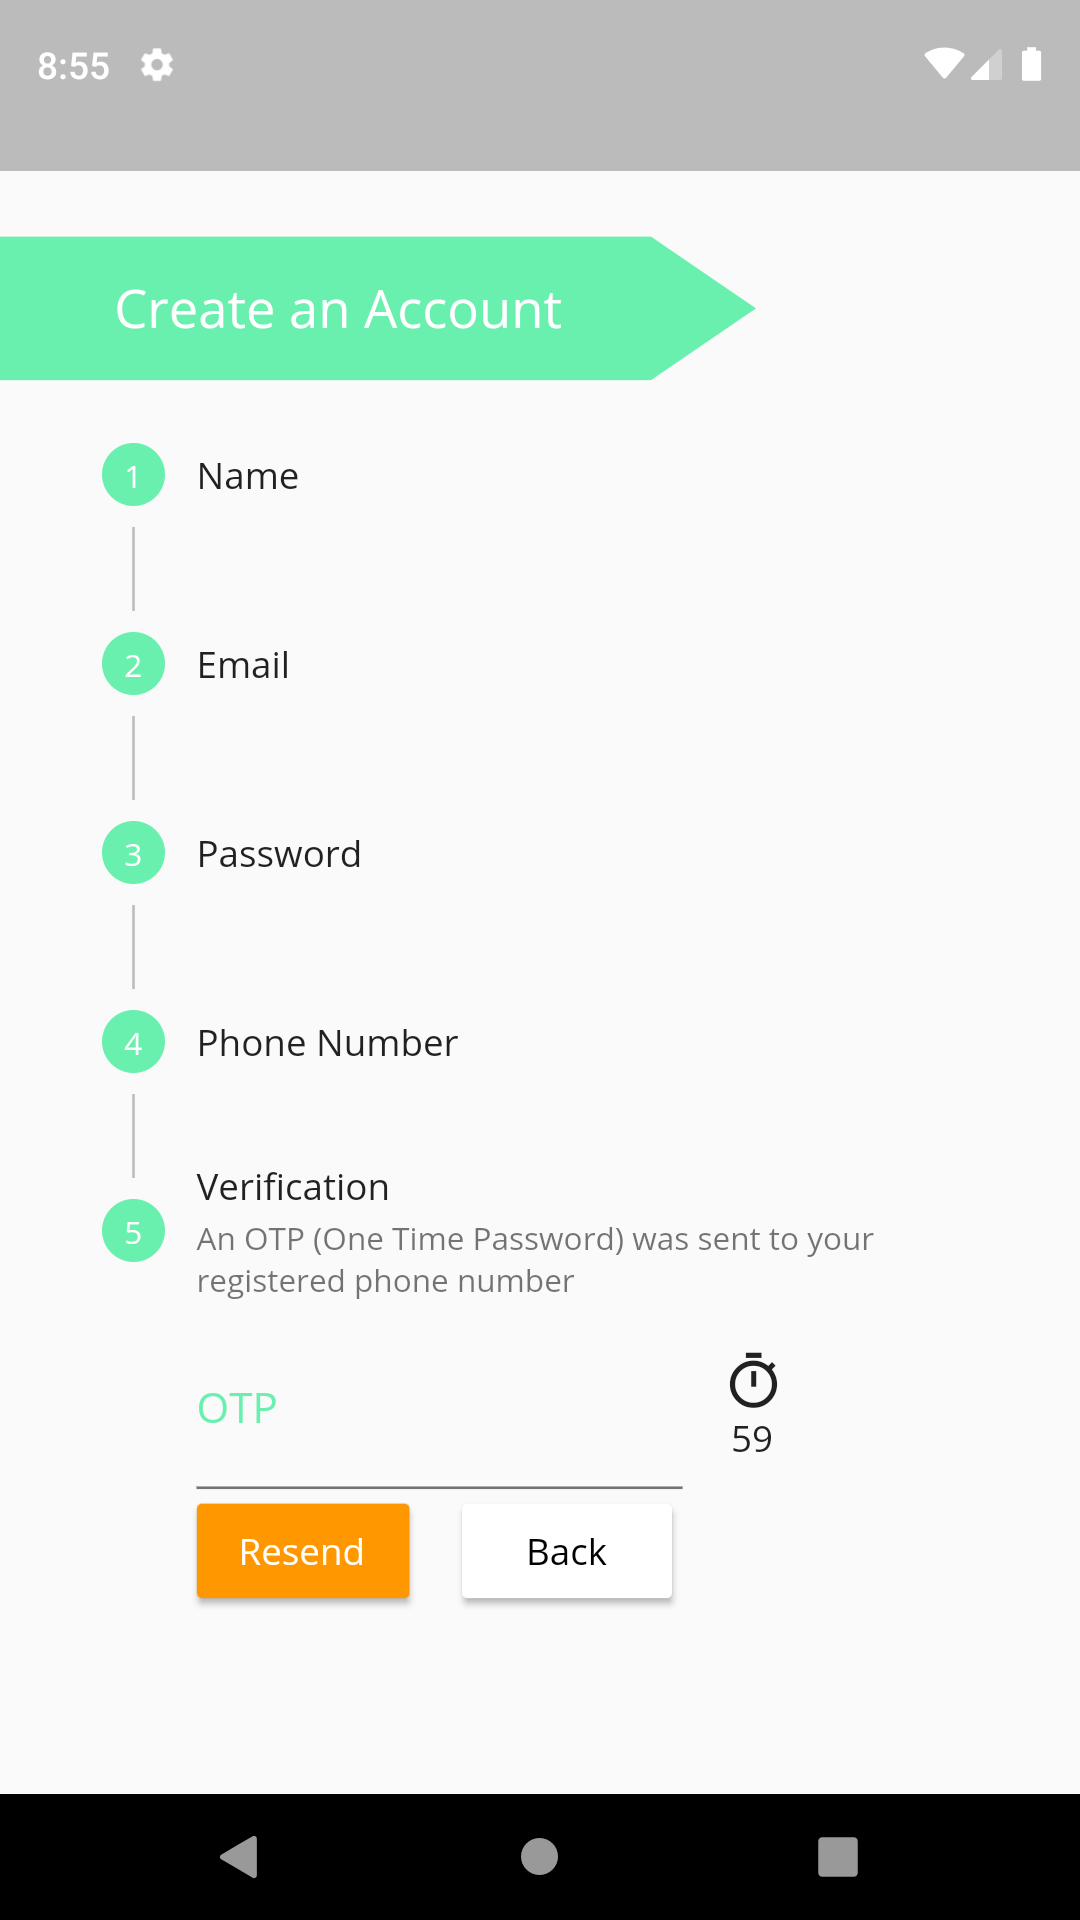 8:55
Create an Account
1 Name
2 Email
3 Password
4 Phone Number
Verification
5
An OTP (One Time Password) was sent to your
registered phone number
OTP
59
Resend Back